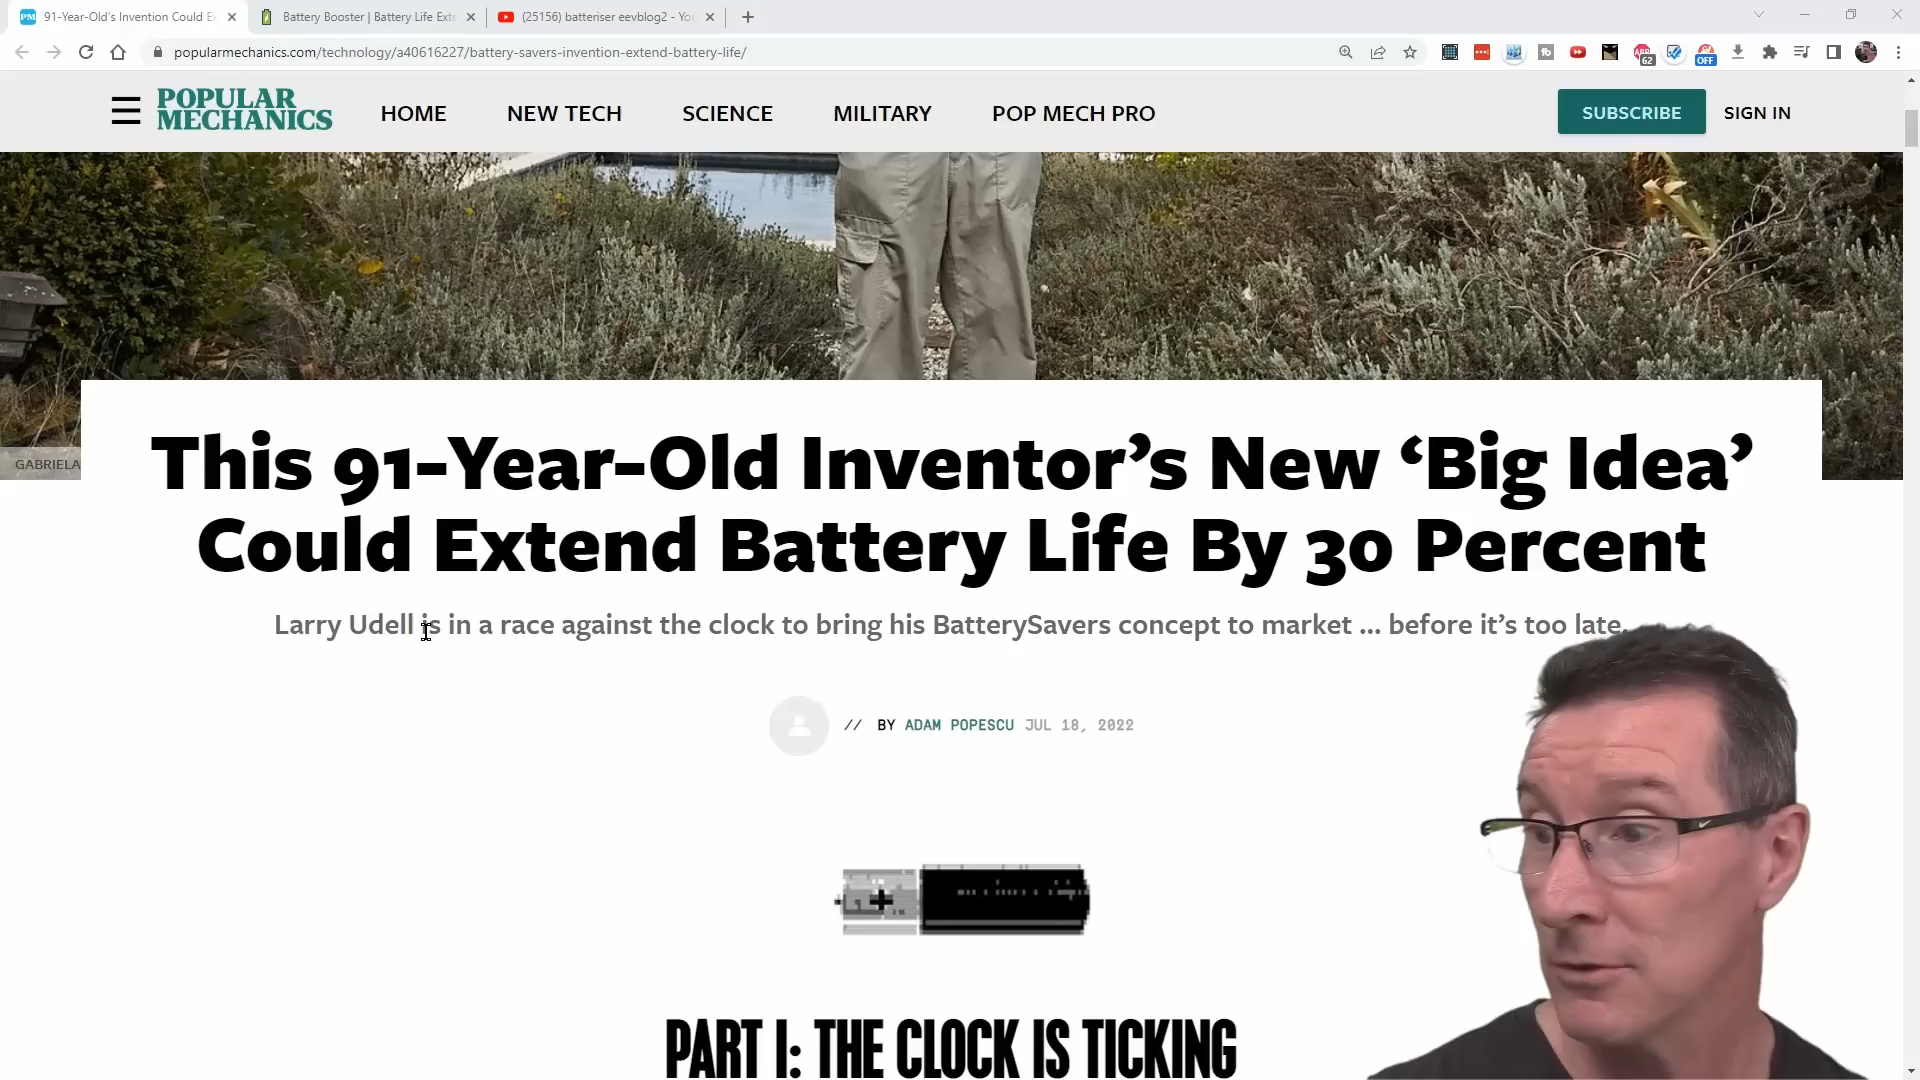 91-Year-Old's Invention Could Ex
Battery Booster | Battery Life Exte
(25156) batteriser eevblog2 - You
popularmechanics.com/technology/a40616227/battery-savers-invention-extend-battery-life/
62
OFF
POPULAR
MECHANICS
HOME
NEW TECH
SCIENCE
MILITARY
POP MECH PRO
SUBSCRIBE
SIGN IN
GABRIELA
This 91-Year-Old Inventor’s New ‘Big Idea’
Could Extend Battery Life By 30 Percent
Larry Udell is in a race against the clock to bring his BatterySavers concept to market ... before it’s too late.
// BY ADAM POPESCU JUL 18, 2022
PART I: THE CLOCK IS TICKING